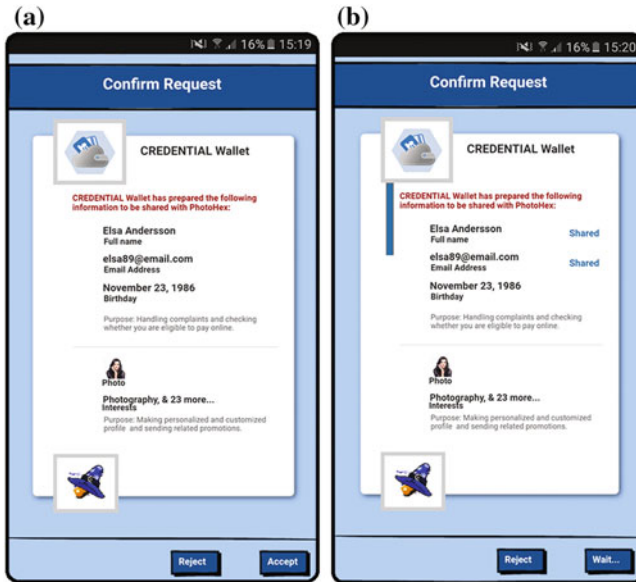 (a)
16% 15:19
Confirm Request
CREDENTIAL Wallet
CREDENTIAL Wallet has prepared the following
information to be shared with PhotoHex:
Elsa Andersson
Full name
elsa89@email.com
Email Address
November 23, 1986
Birthday
Purpose: Handling complaints and checking
whether you are eligible to pay online.
Photo
Photography, & 23 more...
Interests
Purpose: Making personalized and customized
profile and sending related promotions.
Reject Accept
(b)
16% 15:20
Confirm Request
CREDENTIAL Wallet
CREDENTIAL Wallet has prepared the following
information to be shared with PhotoHex:
Elsa Andersson Shared
Full name
elsa89@email.com Shared
Email Address
November 23, 1986
Birthday
Purpose: Handling complaints and checking
whether you are eligible to pay online.
Photo
Photography, & 23 more...
Interests
Purpose: Making personalized and customized
profile and sending related promotions.
Reject Wait...